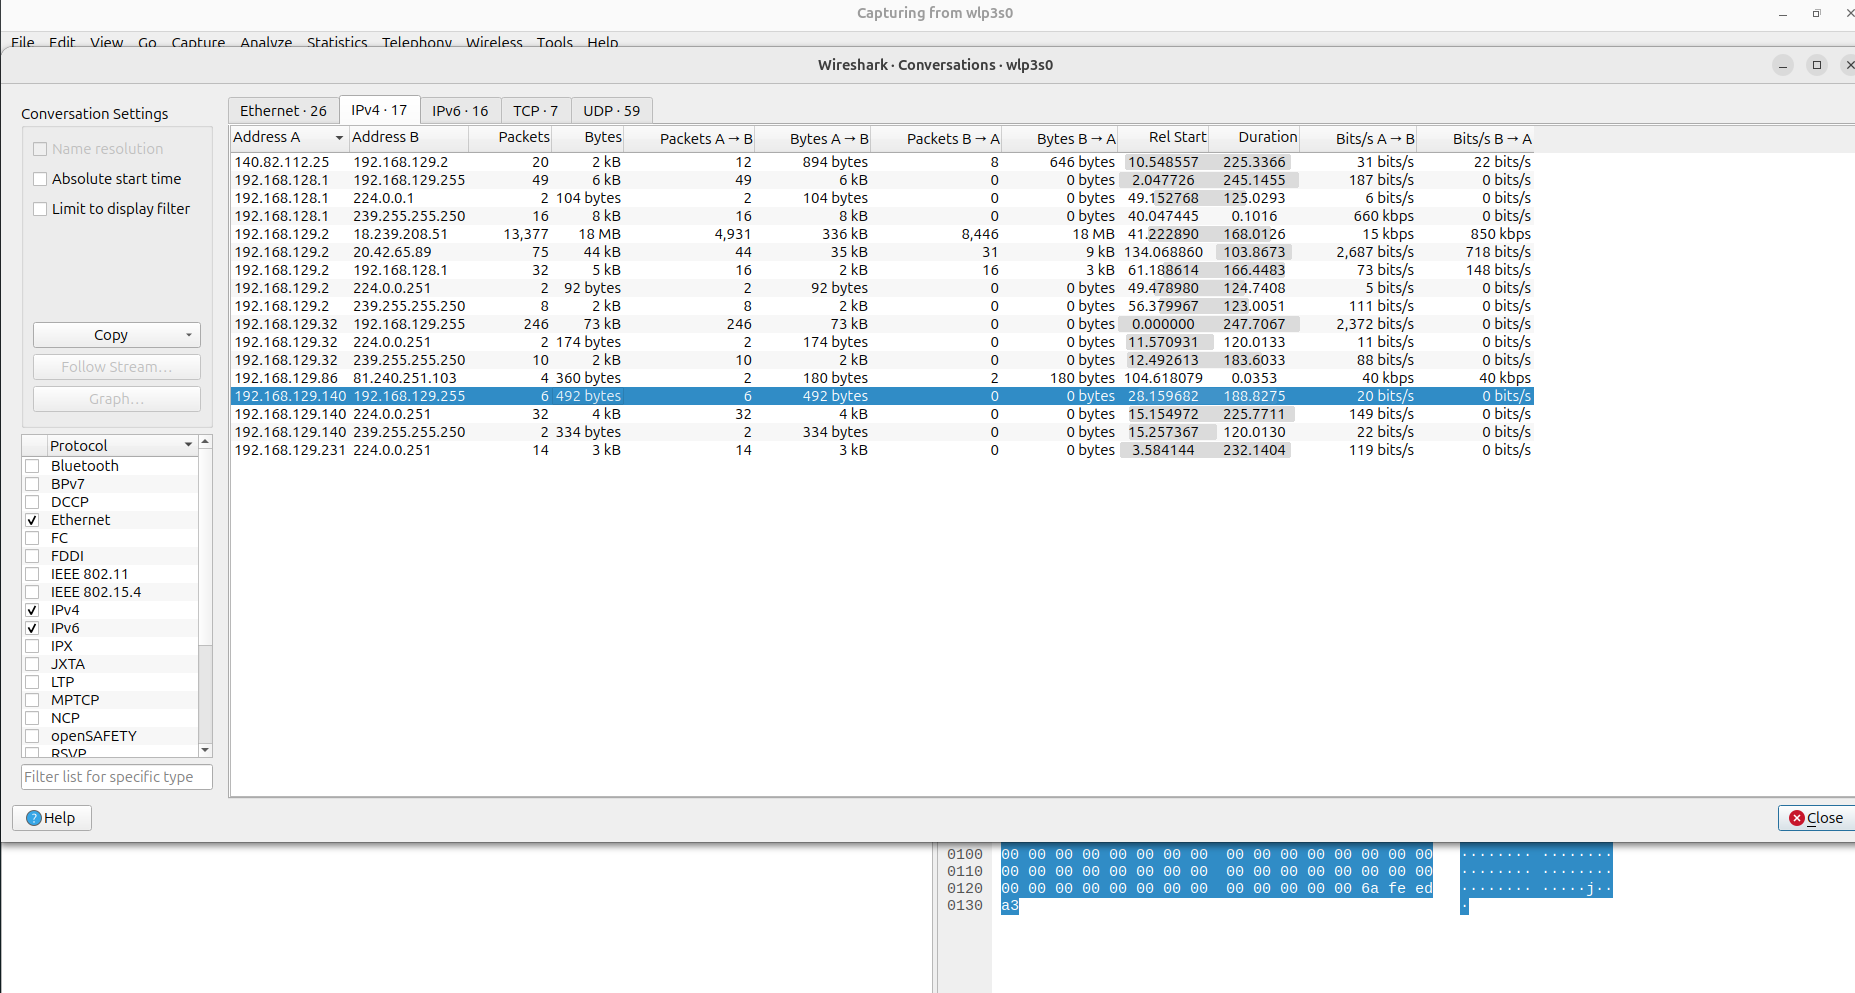 Capturing from wlp3s0
File Edit View Go Capture Analyze Statistics Telephony Wireless Tools Help
Wireshark · Conversations · wlp3s0
Conversation Settings
Name resolution
Absolute start time
Limit to display filter
Copy
Follow Stream...
Graph...
Protocol
Bluetooth
BPv7
DCCP
Ethernet
FC
FDDI
IEEE 802.11
IEEE 802.15.4
IPv4
IPv6
IPX
JXTA
LTP
MPTCP
NCP
openSAFETY
RSVP
Filter list for specific type
Help
Ethernet · 26 IPv4 · 17 IPv6 · 16 TCP · 7 UDP · 59
Address A Address B Packets Bytes Packets A → B Bytes A → B Packets B → A Bytes B → A Rel Start Duration Bits/s A → B Bits/s B → A
140.82.112.25 192.168.129.2 20 2 kB 12 894 bytes 8 646 bytes 10.548557 225.3366 31 bits/s 22 bits/s
192.168.128.1 192.168.129.255 49 6 kB 49 6 kB 0 0 bytes 2.047726 245.1455 187 bits/s 0 bits/s
192.168.128.1 224.0.0.1 2 104 bytes 2 104 bytes 0 0 bytes 49.152768 125.0293 6 bits/s 0 bits/s
192.168.128.1 239.255.255.250 16 8 kB 16 8 kB 0 0 bytes 40.047445 0.1016 660 kbps 0 bits/s
192.168.129.2 18.239.208.51 13,377 18 MB 4,931 336 kB 8,446 18 MB 41.222890 168.0126 15 kbps 850 kbps
192.168.129.2 20.42.65.89 75 44 kB 44 35 kB 31 9 kB 134.068860 103.8673 2,687 bits/s 718 bits/s
192.168.129.2 192.168.128.1 32 5 kB 16 2 kB 16 3 kB 61.188614 166.4483 73 bits/s 148 bits/s
192.168.129.2 224.0.0.251 2 92 bytes 2 92 bytes 0 0 bytes 49.478980 124.7408 5 bits/s 0 bits/s
192.168.129.2 239.255.255.250 8 2 kB 8 2 kB 0 0 bytes 56.379967 123.0051 111 bits/s 0 bits/s
192.168.129.32 192.168.129.255 246 73 kB 246 73 kB 0 0 bytes 0.000000 247.7067 2,372 bits/s 0 bits/s
192.168.129.32 224.0.0.251 2 174 bytes 2 174 bytes 0 0 bytes 11.570931 120.0133 11 bits/s 0 bits/s
192.168.129.32 239.255.255.250 10 2 kB 10 2 kB 0 0 bytes 12.492613 183.6033 88 bits/s 0 bits/s
192.168.129.86 81.240.251.103 4 360 bytes 2 180 bytes 2 180 bytes 104.618079 0.0353 40 kbps 40 kbps
192.168.129.140 192.168.129.255 6 492 bytes 6 492 bytes 0 0 bytes 28.159682 188.8275 20 bits/s 0 bits/s
192.168.129.140 224.0.0.251 32 4 kB 32 4 kB 0 0 bytes 15.154972 225.7711 149 bits/s 0 bits/s
192.168.129.140 239.255.255.250 2 334 bytes 2 334 bytes 0 0 bytes 15.257367 120.0130 22 bits/s 0 bits/s
192.168.129.231 224.0.0.251 14 3 kB 14 3 kB 0 0 bytes 3.584144 232.1404 119 bits/s 0 bits/s
Close
0100 00 00 00 00 00 00 00 00 00 00 00 00 00 00 00 00 ········ ········
0110 00 00 00 00 00 00 00 00 00 00 00 00 00 00 00 00 ········ ········
0120 00 00 00 00 00 00 00 00 00 00 00 00 00 6a fe ed ········ ·····j··
0130 a3 ·